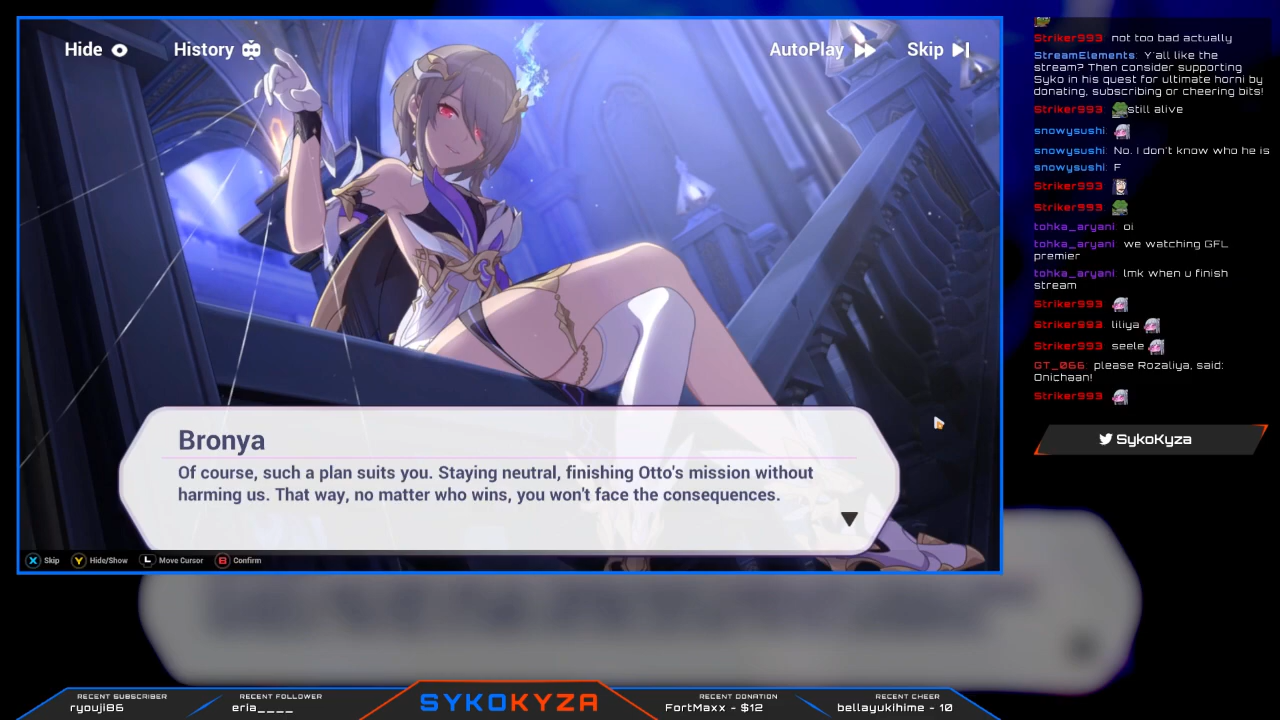 Hide
History
AutoPlay
Skip
Bronya
Of course, such a plan suits you. Staying neutral, finishing Otto's mission without
harming us. That way, no matter who wins, you won't face the consequences.
X Skip
Y Hide/Show
L Move Cursor
B Confirm
Striker993 not too bad actually
StreamElements: Y'all like the
stream? Then consider supporting
Syko in his quest for ultimate horni by
donating, subscribing or cheering bits!
Striker993 still alive
snowysushi:
snowysushi: No. I don't know who he is
snowysushi: F
Striker993
Striker993
tohka_aryani oi
tohka_aryani we watching GFL
premier
tohka_aryani lmk when u finish
stream
Striker993
Striker993 liliya
Striker993 seele
GT_066: please Rozaliya, said:
Onichaan!
Striker993
SykoKyza
RECENT SUBSCRIBER
ryouji86
RECENT FOLLOWER
eria____
SYKOKYZA
RECENT DONATION
FortMaxx - $12
RECENT CHEER
bellayukihime - 10